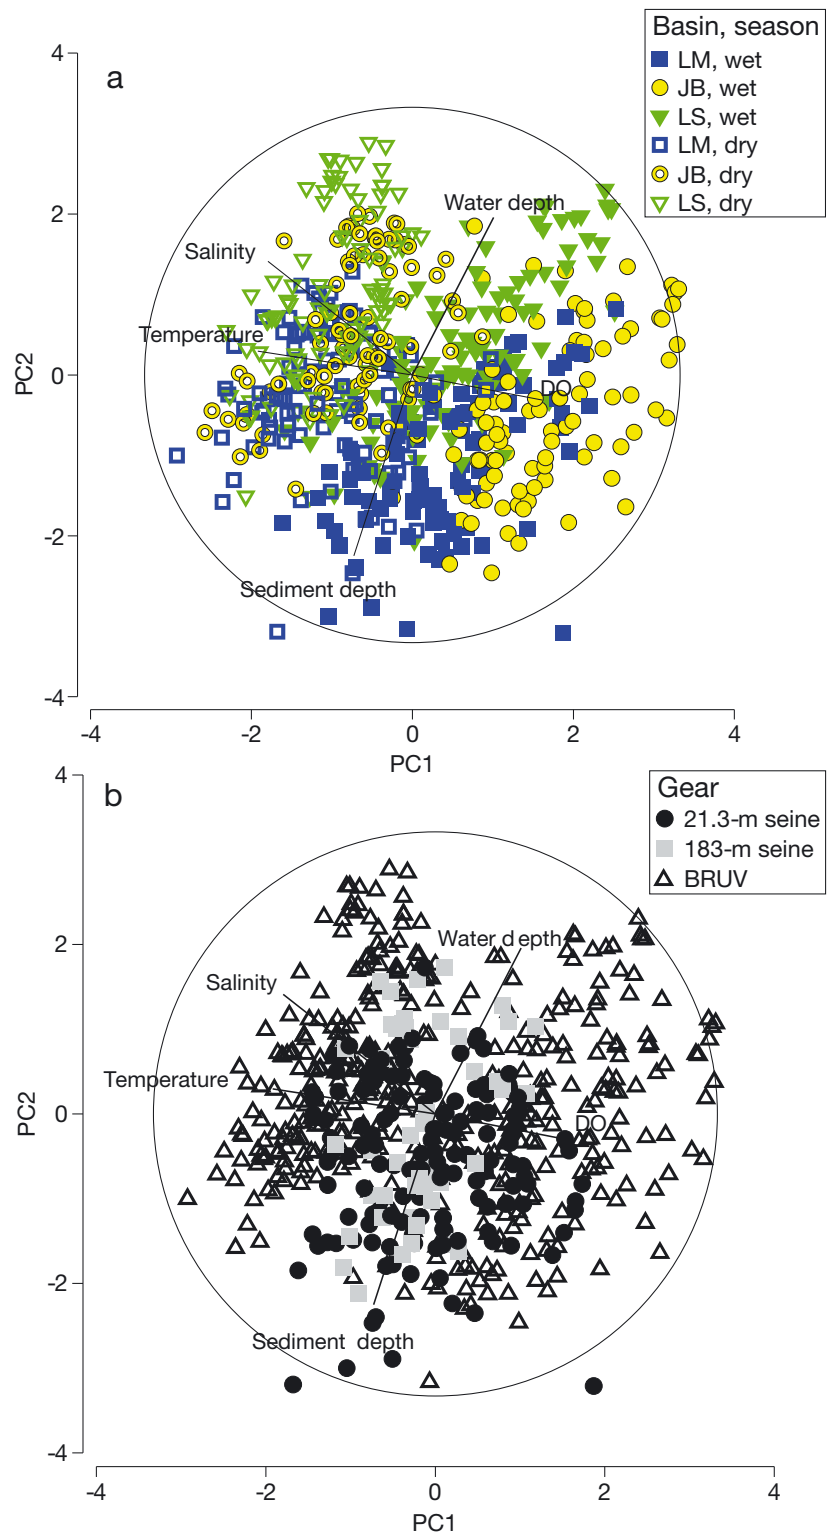 a
Basin, season
LM, wet
JB, wet
LS, wet
LM, dry
JB, dry
LS, dry
4
2
0
-2
-4
PC2
Water depth
Salinity
Temperature
DO
Sediment depth
-4 -2 0 2 4
PC1
b
Gear
21.3-m seine
183-m seine
BRUV
4
2
0
-2
-4
PC2
Water depth
Salinity
Temperature
DO
Sediment depth
-4 -2 0 2 4
PC1